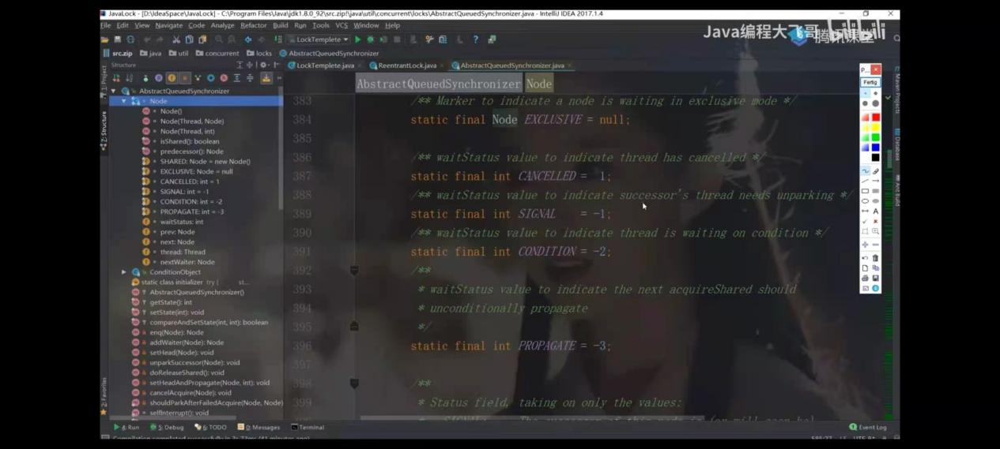 JavaLock - [D:\IdeaSpace\JavaLock] - C:\Program Files\Java\jdk1.8.0_92\src.zip!\java\util\concurrent\locks\AbstractQueuedSynchronizer.java - IntelliJ IDEA 2017.1.4
File Edit View Navigate Code Analyze Refactor Build Run Tools VCS Window Help
LockTemplete
Java编程大飞哥
腾讯课堂
bilibili
src.zip java util concurrent locks AbstractQueuedSynchronizer
Structure
LockTemplete.java ReentrantLock.java AbstractQueuedSynchronizer.java
AbstractQueuedSynchronizer Node
AbstractQueuedSynchronizer
Node
Node()
Node(Thread, Node)
Node(Thread, int)
isShared(): boolean
predecessor(): Node
SHARED: Node = new Node()
EXCLUSIVE: Node = null
CANCELLED: int = 1
SIGNAL: int = -1
CONDITION: int = -2
PROPAGATE: int = -3
waitStatus: int
prev: Node
next: Node
thread: Thread
nextWaiter: Node
ConditionObject
static class initializer try { st...
AbstractQueuedSynchronizer()
getState(): int
setState(int): void
compareAndSetState(int, int): boolean
enq(Node): Node
addWaiter(Node): Node
setHead(Node): void
unparkSuccessor(Node): void
doReleaseShared(): void
setHeadAndPropagate(Node, int): void
cancelAcquire(Node): void
shouldParkAfterFailedAcquire(Node, Node)
selfInterrupt(): void
383 /** Marker to indicate a node is waiting in exclusive mode */
384 static final Node EXCLUSIVE = null;
385
386 /** waitStatus value to indicate thread has cancelled */
387 static final int CANCELLED = 1;
388 /** waitStatus value to indicate successor's thread needs unparking */
389 static final int SIGNAL = -1;
390 /** waitStatus value to indicate thread is waiting on condition */
391 static final int CONDITION = -2;
392 /**
393 * waitStatus value to indicate the next acquireShared should
394 * unconditionally propagate
395 */
396 static final int PROPAGATE = -3;
397
398 /**
399 * Status field, taking on only the values:
P...
Fertig
Project
Z: Structure
2: Favorites
Maven Projects
Database
Ant Build
4: Run 5: Debug 6: TODO 0: Messages Terminal
Event Log